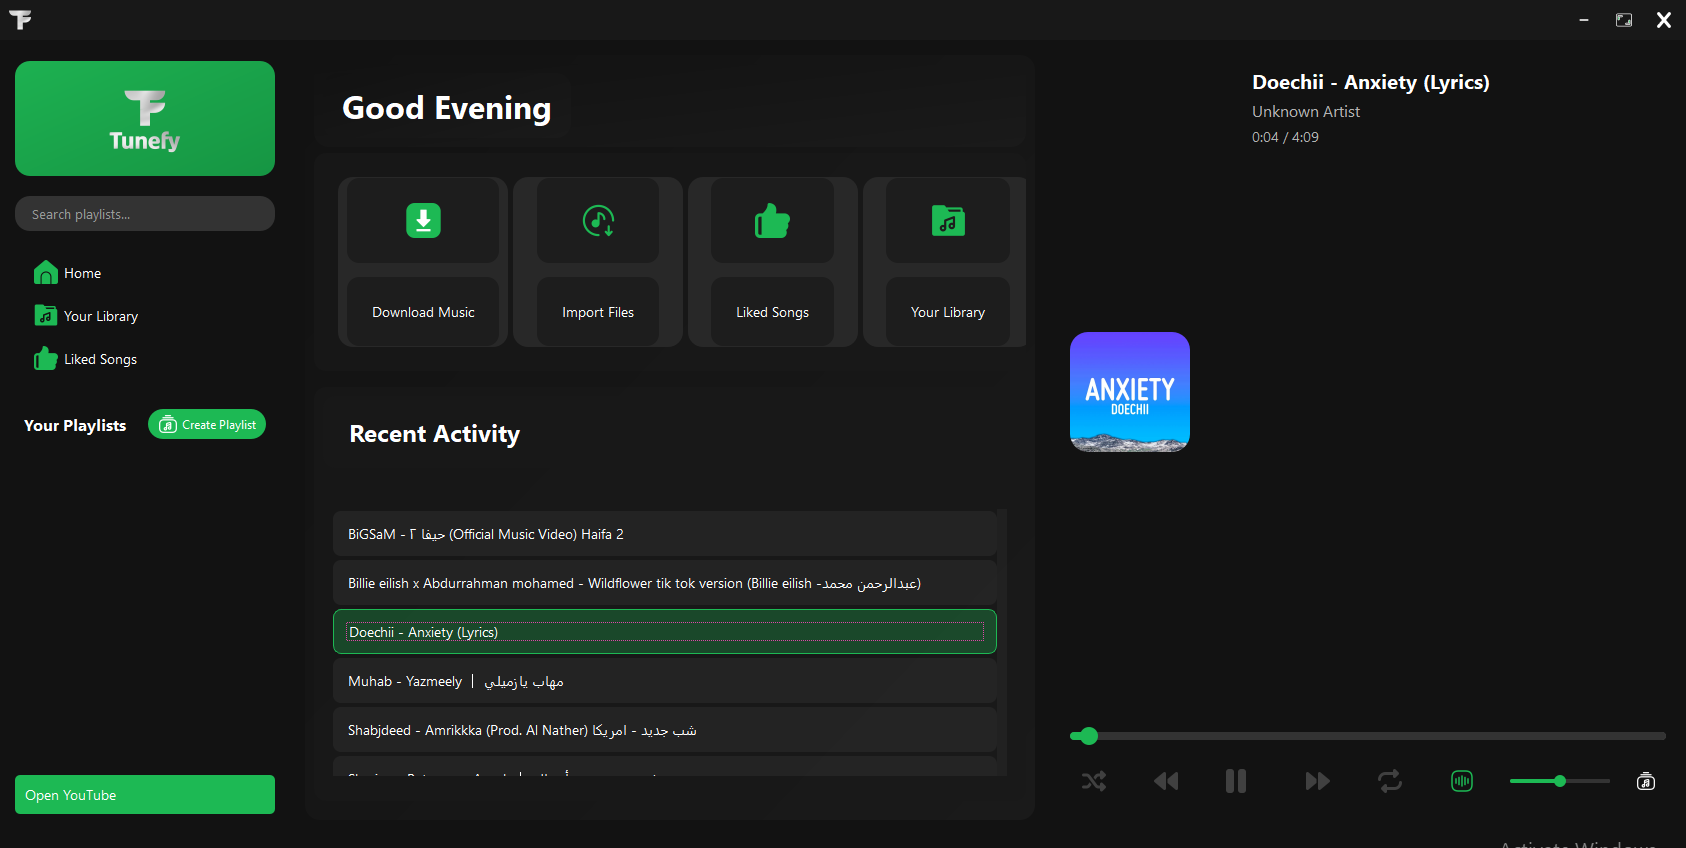 Tunefy
Search playlists...
Home
Your Library
Liked Songs
Your Playlists
Create Playlist
Open YouTube
Good Evening
Download Music
Import Files
Liked Songs
Your Library
Recent Activity
BiGSaM - حيفا ٢ (Official Music Video) Haifa 2
Billie eilish x Abdurrahman mohamed - Wildflower tik tok version (Billie eilish -عبدالرحمن محمد)
Doechii - Anxiety (Lyrics)
Muhab - Yazmeely | مهاب يازميلي
Shabjdeed - Amrikkka (Prod. Al Nather) شب جديد - امريكا
Doechii - Anxiety (Lyrics)
Unknown Artist
0:04 / 4:09
ANXIETY
DOECHII
Activate Windows